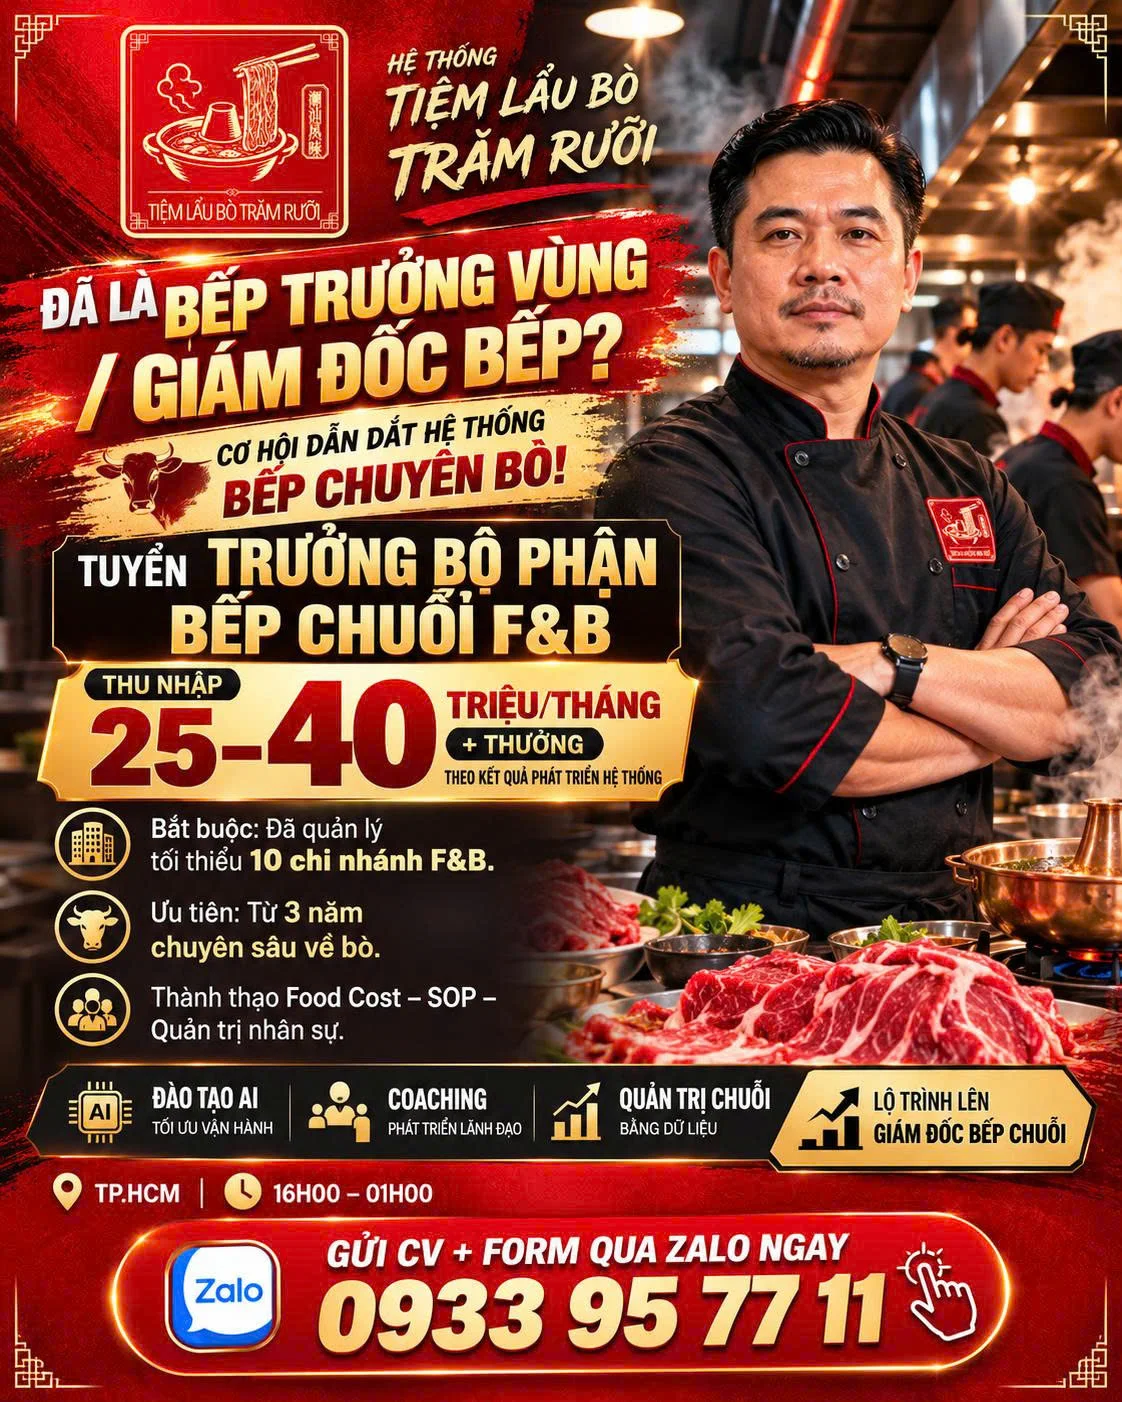 潮汕风味
TIỆM LẨU BÒ TRĂM RƯỠI
HỆ THỐNG
TIỆM LẨU BÒ
TRĂM RƯỠI
ĐÃ LÀ BẾP TRƯỞNG VÙNG
/ GIÁM ĐỐC BẾP?
CƠ HỘI DẪN DẮT HỆ THỐNG
BẾP CHUYÊN BÒ!
TUYỂN TRƯỞNG BỘ PHẬN
BẾP CHUỖI F&B
THU NHẬP
25-40
TRIỆU/THÁNG
+ THƯỞNG
THEO KẾT QUẢ PHÁT TRIỂN HỆ THỐNG
Bắt buộc: Đã quản lý
tối thiểu 10 chi nhánh F&B.
Ưu tiên: Từ 3 năm
chuyên sâu về bò.
Thành thạo Food Cost – SOP –
Quản trị nhân sự.
AI
ĐÀO TẠO AI
TỐI ƯU VẬN HÀNH
COACHING
PHÁT TRIỂN LÃNH ĐẠO
QUẢN TRỊ CHUỖI
BẰNG DỮ LIỆU
LỘ TRÌNH LÊN
GIÁM ĐỐC BẾP CHUỖI
TP.HCM | 16H00 – 01H00
Zalo
GỬI CV + FORM QUA ZALO NGAY
0933 95 77 11